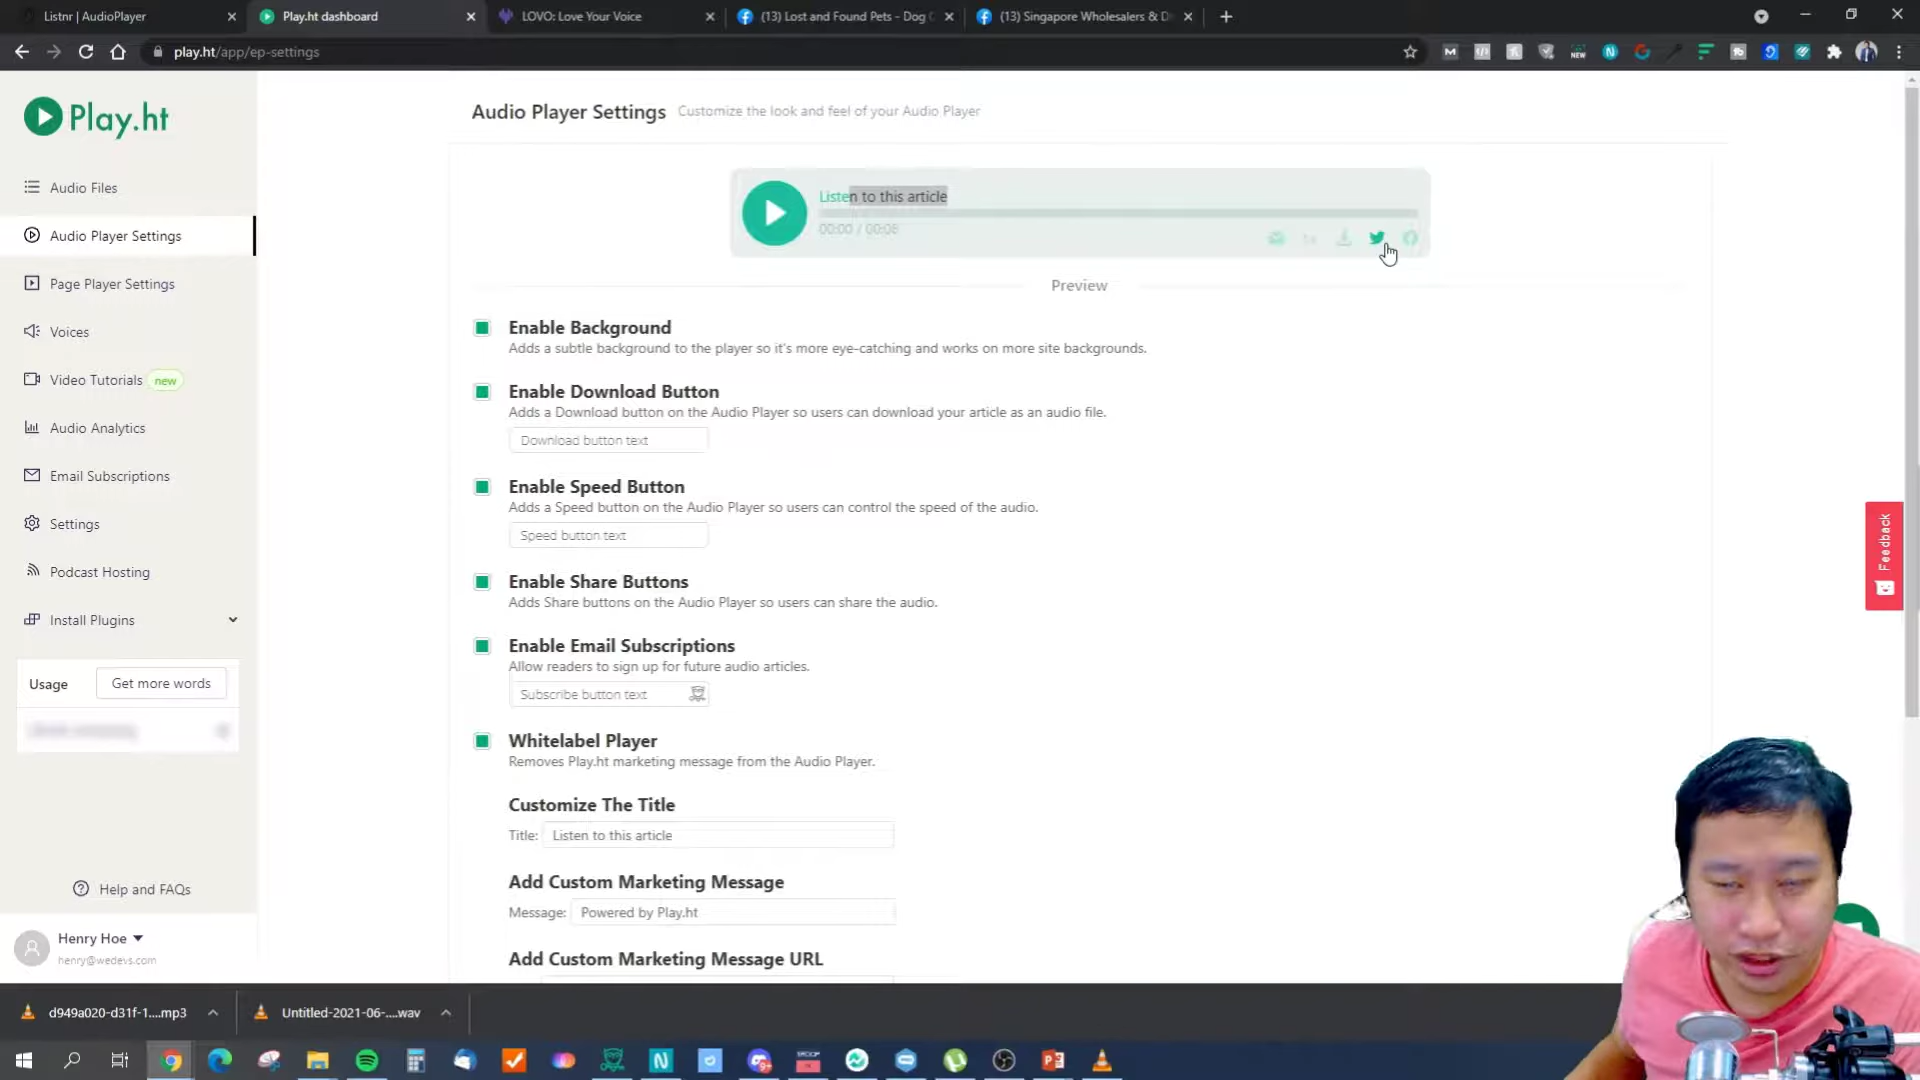 Listnr | AudioPlayer
Play.ht dashboard
LOVO: Love Your Voice
(13) Lost and Found Pets - Dog
(13) Singapore Wholesalers & D
play.ht/app/ep-settings
Play.ht
Audio Files
Audio Player Settings
Page Player Settings
Voices
Video Tutorials new
Audio Analytics
Email Subscriptions
Settings
Podcast Hosting
Install Plugins
Usage
Get more words
Help and FAQs
Henry Hoe
henry@wedevs.com
Audio Player Settings Customize the look and feel of your Audio Player
Listen to this article
00:00 / 00:08
1x
Preview
Enable Background
Adds a subtle background to the player so it's more eye-catching and works on more site backgrounds.
Enable Download Button
Adds a Download button on the Audio Player so users can download your article as an audio file.
Download button text
Enable Speed Button
Adds a Speed button on the Audio Player so users can control the speed of the audio.
Speed button text
Enable Share Buttons
Adds Share buttons on the Audio Player so users can share the audio.
Enable Email Subscriptions
Allow readers to sign up for future audio articles.
Subscribe button text
Whitelabel Player
Removes Play.ht marketing message from the Audio Player.
Customize The Title
Title: Listen to this article
Add Custom Marketing Message
Message: Powered by Play.ht
Add Custom Marketing Message URL
Feedback
d949a020-d31f-1....mp3
Untitled-2021-06-....wav